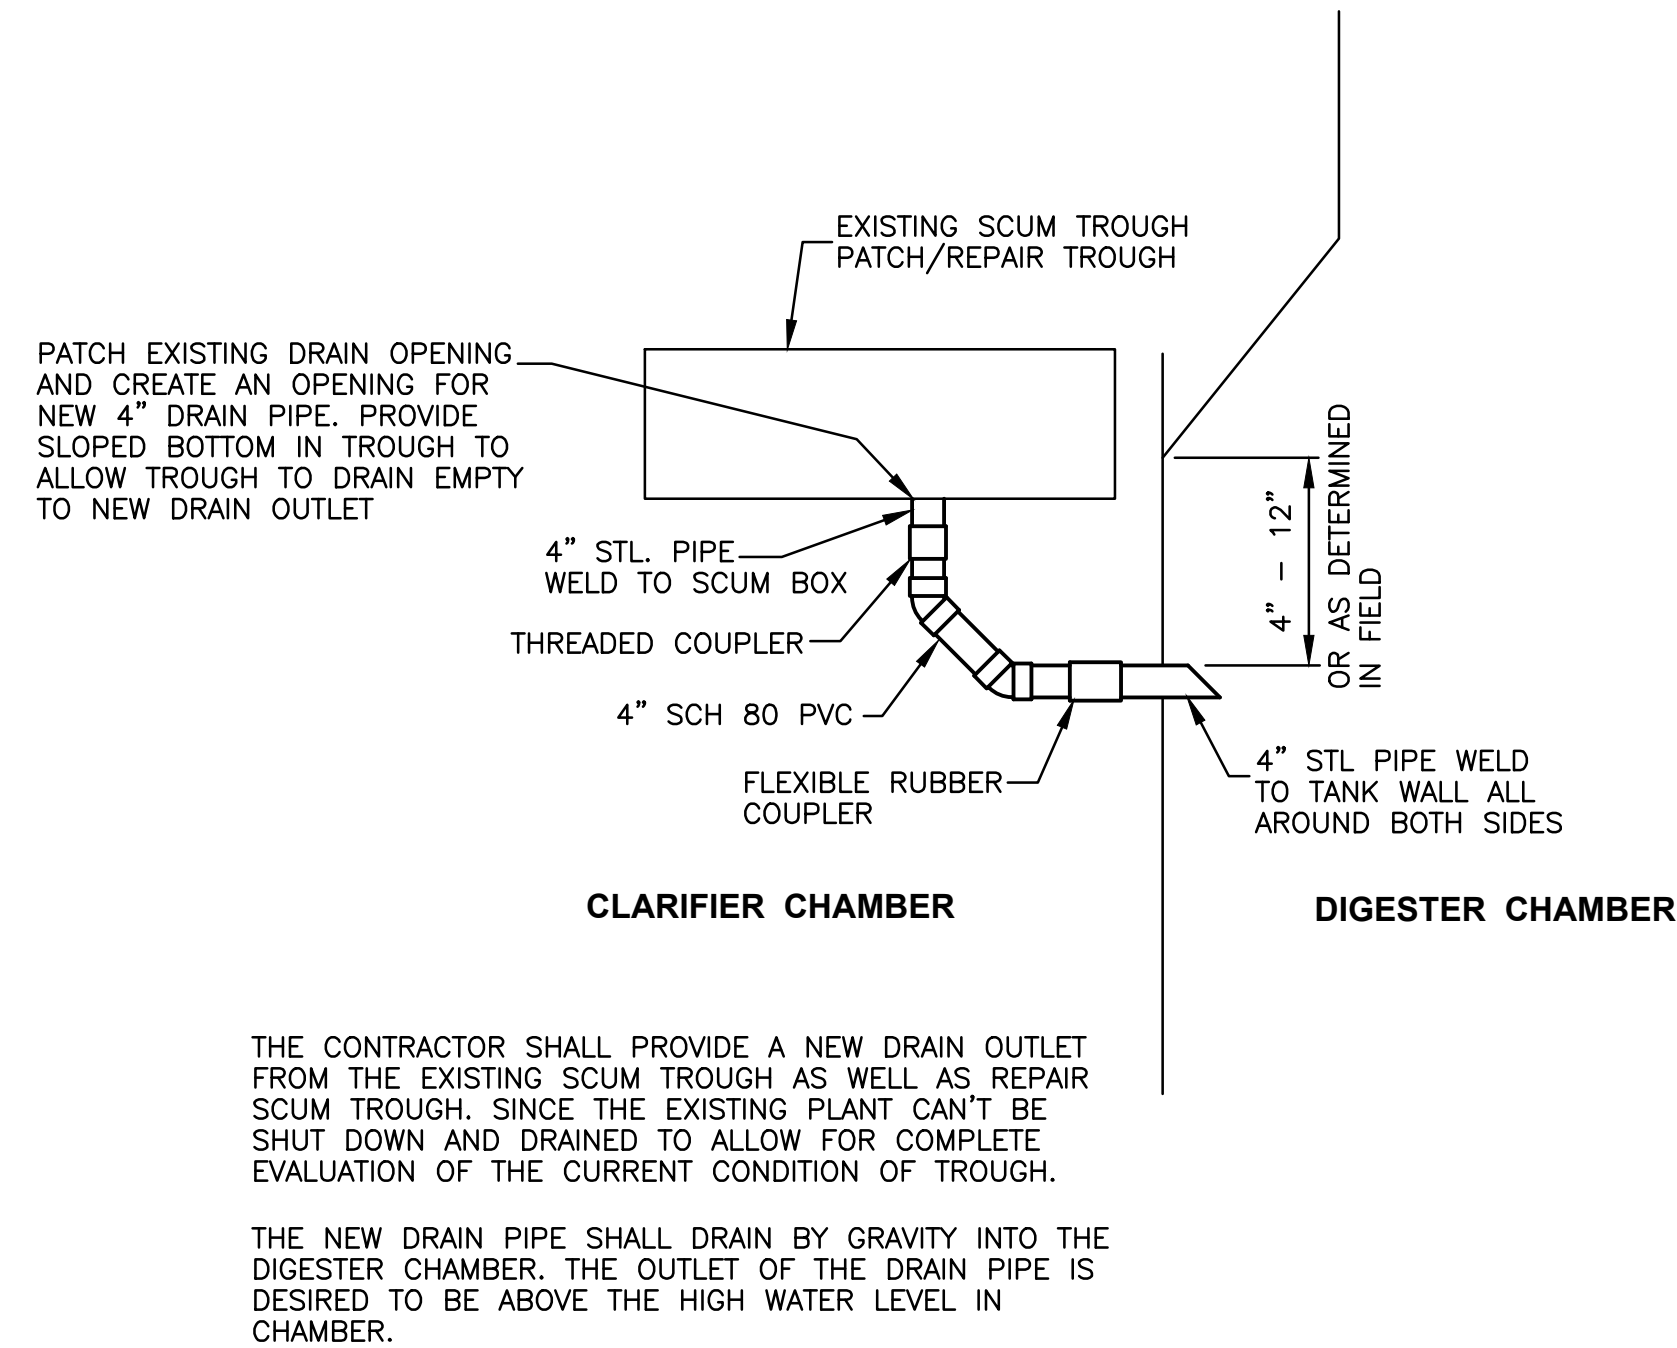 EXISTING SCUM TROUGH
PATCH/REPAIR TROUGH
PATCH EXISTING DRAIN OPENING
AND CREATE AN OPENING FOR
NEW 4” DRAIN PIPE. PROVIDE
SLOPED BOTTOM IN TROUGH TO
ALLOW TROUGH TO DRAIN EMPTY
TO NEW DRAIN OUTLET
4” STL. PIPE
WELD TO SCUM BOX
THREADED COUPLER
4” SCH 80 PVC
FLEXIBLE RUBBER
COUPLER
4” – 12”
OR AS DETERMINED
IN FIELD
4” STL PIPE WELD
TO TANK WALL ALL
AROUND BOTH SIDES
CLARIFIER CHAMBER
DIGESTER CHAMBER
THE CONTRACTOR SHALL PROVIDE A NEW DRAIN OUTLET
FROM THE EXISTING SCUM TROUGH AS WELL AS REPAIR
SCUM TROUGH. SINCE THE EXISTING PLANT CAN’T BE
SHUT DOWN AND DRAINED TO ALLOW FOR COMPLETE
EVALUATION OF THE CURRENT CONDITION OF TROUGH.
THE NEW DRAIN PIPE SHALL DRAIN BY GRAVITY INTO THE
DIGESTER CHAMBER. THE OUTLET OF THE DRAIN PIPE IS
DESIRED TO BE ABOVE THE HIGH WATER LEVEL IN
CHAMBER.